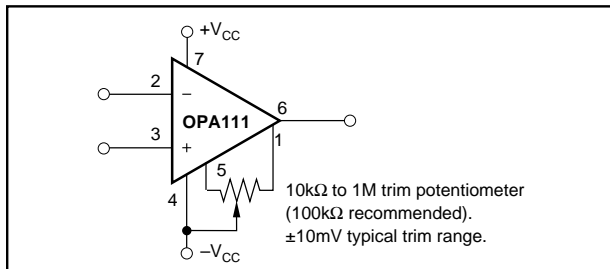 +VCC
7
2
−
6
OPA111
3
+
1
5
4
10kΩ to 1M trim potentiometer
(100kΩ recommended).
±10mV typical trim range.
−VCC